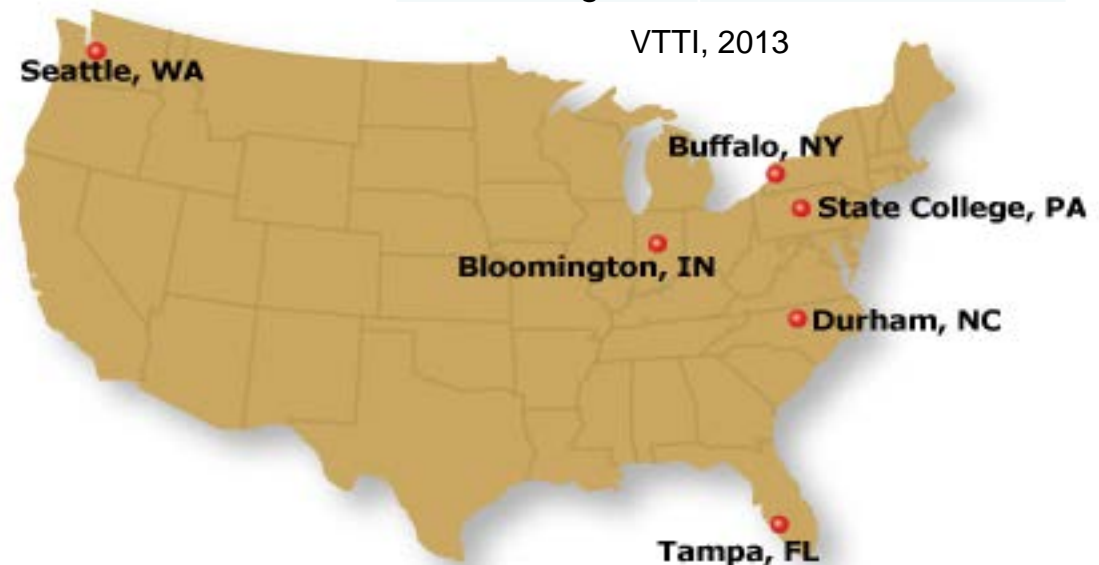 VTTI, 2013
Seattle, WA
Buffalo, NY
State College, PA
Bloomington, IN
Durham, NC
Tampa, FL